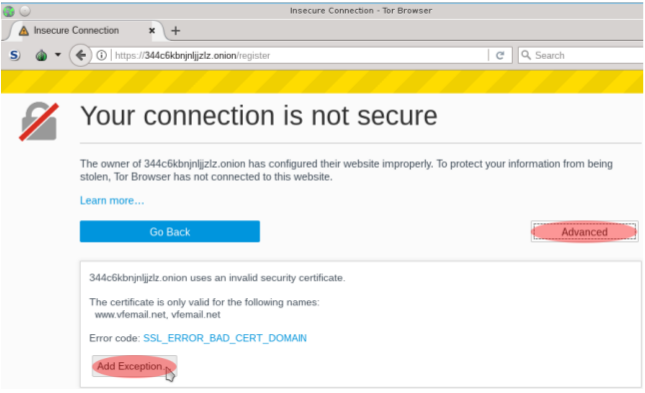 Insecure Connection - Tor Browser
Insecure Connection × +
S https://344c6kbnjnljjzlz.onion/register Search
Your connection is not secure
The owner of 344c6kbnjnljjzlz.onion has configured their website improperly. To protect your information from being
stolen, Tor Browser has not connected to this website.
Learn more…
Go Back Advanced
344c6kbnjnljjzlz.onion uses an invalid security certificate.
The certificate is only valid for the following names:
www.vfemail.net, vfemail.net
Error code: SSL_ERROR_BAD_CERT_DOMAIN
Add Exception…